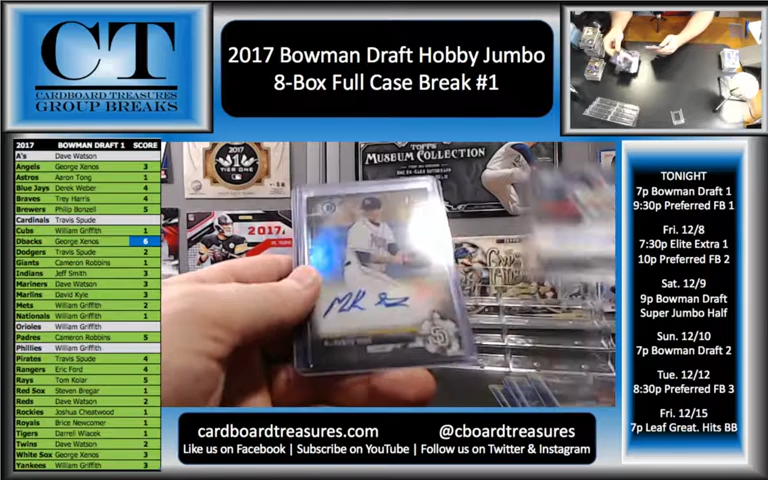 CT
CARDBOARD TREASURES
GROUP BREAKS
2017 Bowman Draft Hobby Jumbo
8-Box Full Case Break #1
2017 BOWMAN DRAFT 1 SCORE
A's Dave Watson
Angels George Xenos 3
Astros Aaron Tong 1
Blue Jays Derek Weber 4
Braves Trey Harris 4
Brewers Philip Bonzell 5
Cardinals Travis Spude
Cubs William Griffith 1
Dbacks George Xenos 6
Dodgers Travis Spude 2
Giants Cameron Robbins 1
Indians Jeff Smith 3
Mariners Dave Watson 3
Marlins David Kyle 3
Mets William Griffith 2
Nationals William Griffith 1
Orioles William Griffith
Padres Cameron Robbins 5
Phillies William Griffith
Pirates Travis Spude 4
Rangers Eric Ford 4
Rays Tom Kolar 5
Red Sox Steven Bregar 1
Reds Dave Watson 2
Rockies Joshua Cheatwood 1
Royals Brice Newcomer 1
Tigers Darrell Wiacek 1
Twins Dave Watson 2
White Sox George Xenos 3
Yankees William Griffith 3
2017
TIER ONE
TOPPS
MUSEUM COLLECTION
2017
TONIGHT
7p Bowman Draft 1
9:30p Preferred FB 1
Fri. 12/8
7:30p Elite Extra 1
10p Preferred FB 2
Sat. 12/9
9p Bowman Draft
Super Jumbo Half
Sun. 12/10
7p Bowman Draft 2
Tue. 12/12
8:30p Preferred FB 3
Fri. 12/15
7p Leaf Great. Hits BB
cardboardtreasures.com @cboardtreasures
Like us on Facebook | Subscribe on YouTube | Follow us on Twitter & Instagram